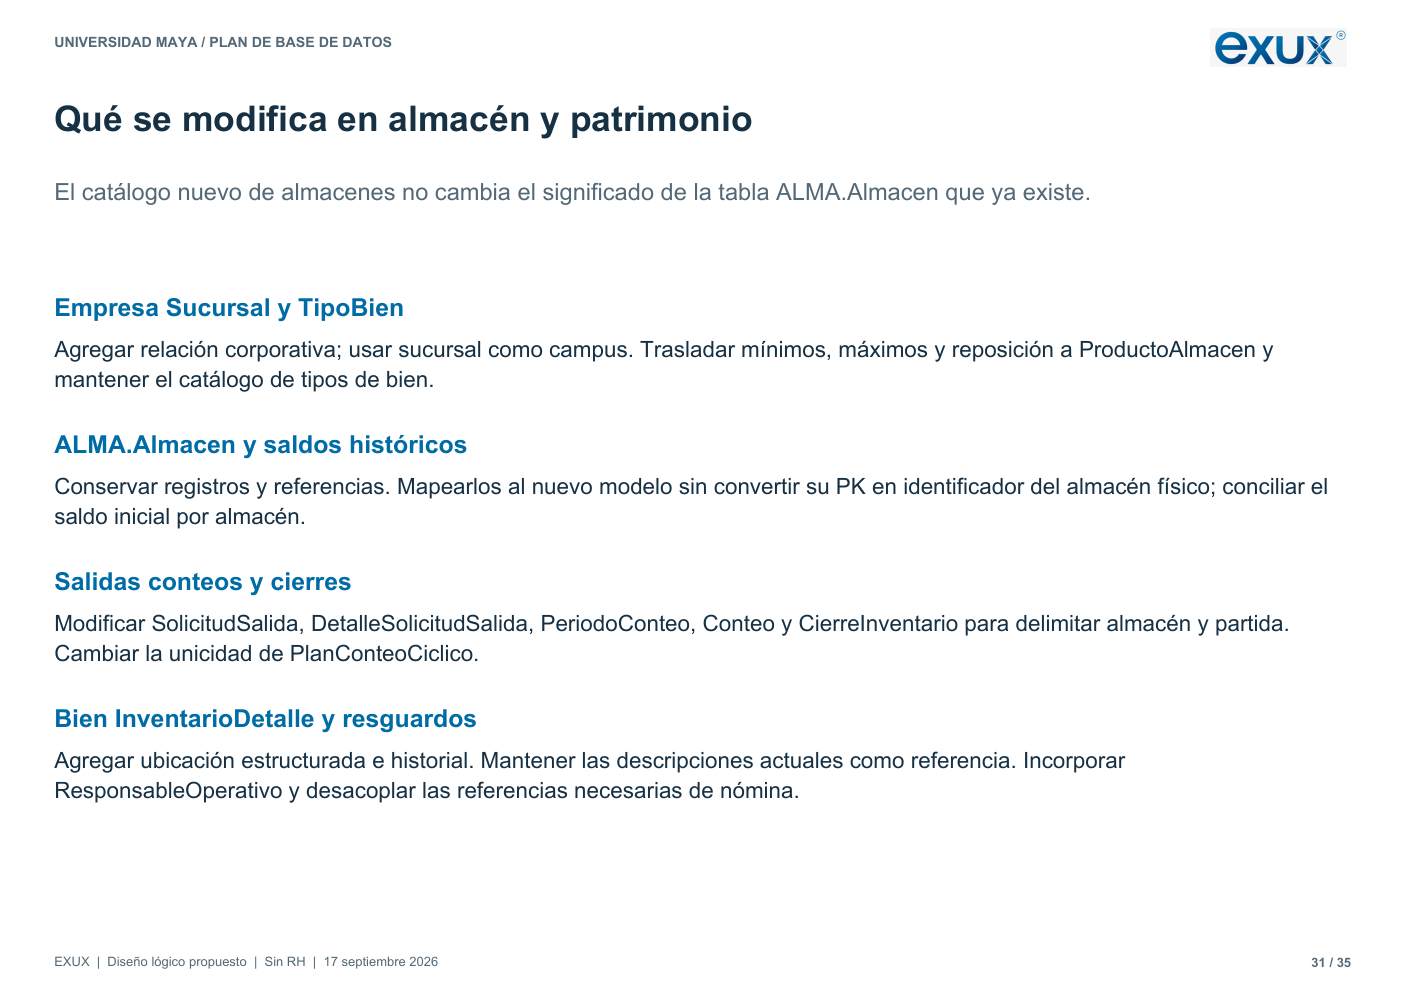 UNIVERSIDAD MAYA / PLAN DE BASE DE DATOS
exux®
Qué se modifica en almacén y patrimonio
El catálogo nuevo de almacenes no cambia el significado de la tabla ALMA.Almacen que ya existe.
Empresa Sucursal y TipoBien
Agregar relación corporativa; usar sucursal como campus. Trasladar mínimos, máximos y reposición a ProductoAlmacen y
mantener el catálogo de tipos de bien.
ALMA.Almacen y saldos históricos
Conservar registros y referencias. Mapearlos al nuevo modelo sin convertir su PK en identificador del almacén físico; conciliar el
saldo inicial por almacén.
Salidas conteos y cierres
Modificar SolicitudSalida, DetalleSolicitudSalida, PeriodoConteo, Conteo y CierreInventario para delimitar almacén y partida.
Cambiar la unicidad de PlanConteoCiclico.
Bien InventarioDetalle y resguardos
Agregar ubicación estructurada e historial. Mantener las descripciones actuales como referencia. Incorporar
ResponsableOperativo y desacoplar las referencias necesarias de nómina.
EXUX | Diseño lógico propuesto | Sin RH | 17 septiembre 2026
31 / 35